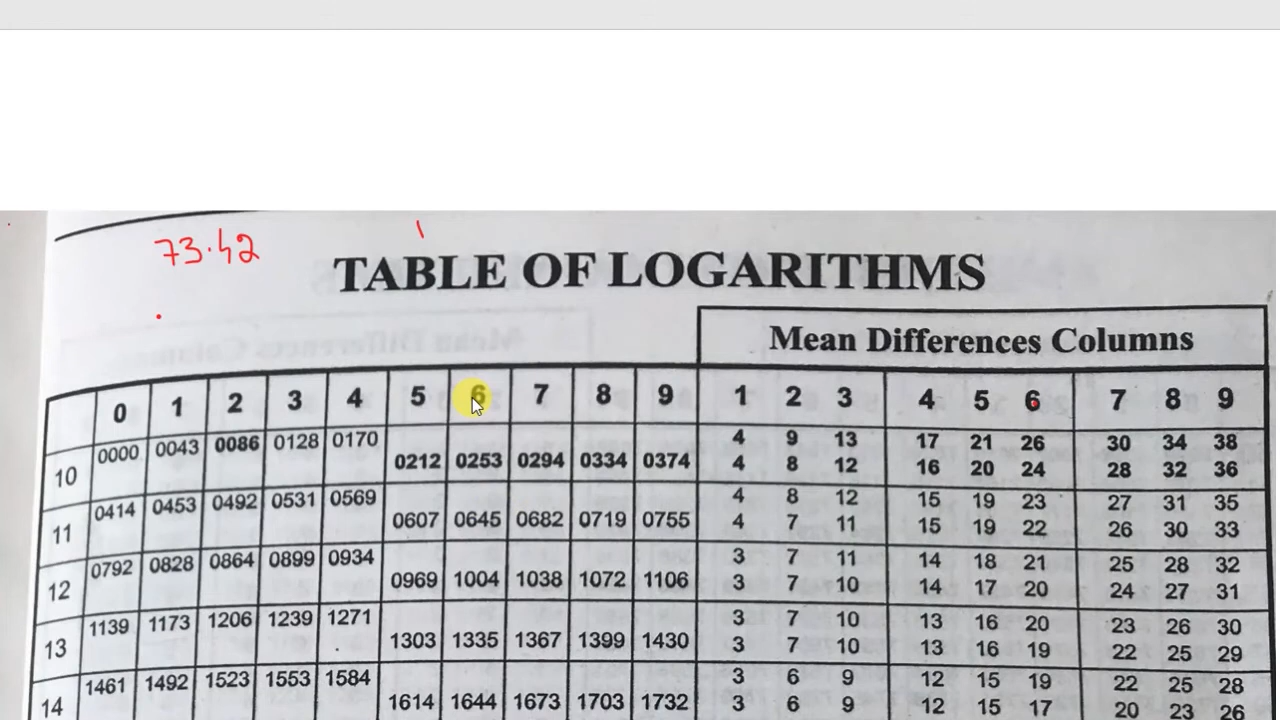 73.42
TABLE OF LOGARITHMS
Mean Differences Columns
0 1 2 3 4 5 6 7 8 9 1 2 3 4 5 6 7 8 9
10 0000 0043 0086 0128 0170 4 9 13 17 21 26 30 34 38
0212 0253 0294 0334 0374 4 8 12 16 20 24 28 32 36
11 0414 0453 0492 0531 0569 4 8 12 15 19 23 27 31 35
0607 0645 0682 0719 0755 4 7 11 15 19 22 26 30 33
12 0792 0828 0864 0899 0934 3 7 11 14 18 21 25 28 32
0969 1004 1038 1072 1106 3 7 10 14 17 20 24 27 31
13 1139 1173 1206 1239 1271 3 7 10 13 16 20 23 26 30
1303 1335 1367 1399 1430 3 7 10 13 16 19 22 25 29
14 1461 1492 1523 1553 1584 3 6 9 12 15 19 22 25 28
1614 1644 1673 1703 1732 3 6 9 12 15 17 20 23 26